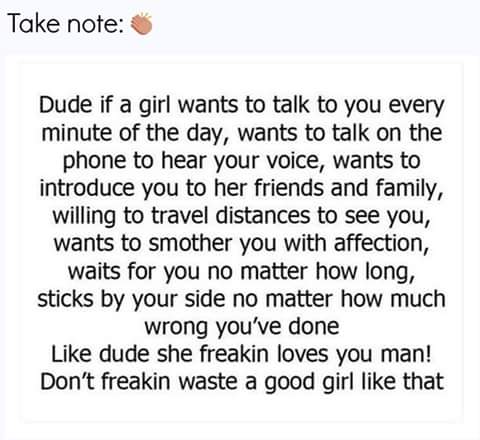 Take note: 👏
Dude if a girl wants to talk to you every
minute of the day, wants to talk on the
phone to hear your voice, wants to
introduce you to her friends and family,
willing to travel distances to see you,
wants to smother you with affection,
waits for you no matter how long,
sticks by your side no matter how much
wrong you've done
Like dude she freakin loves you man!
Don't freakin waste a good girl like that